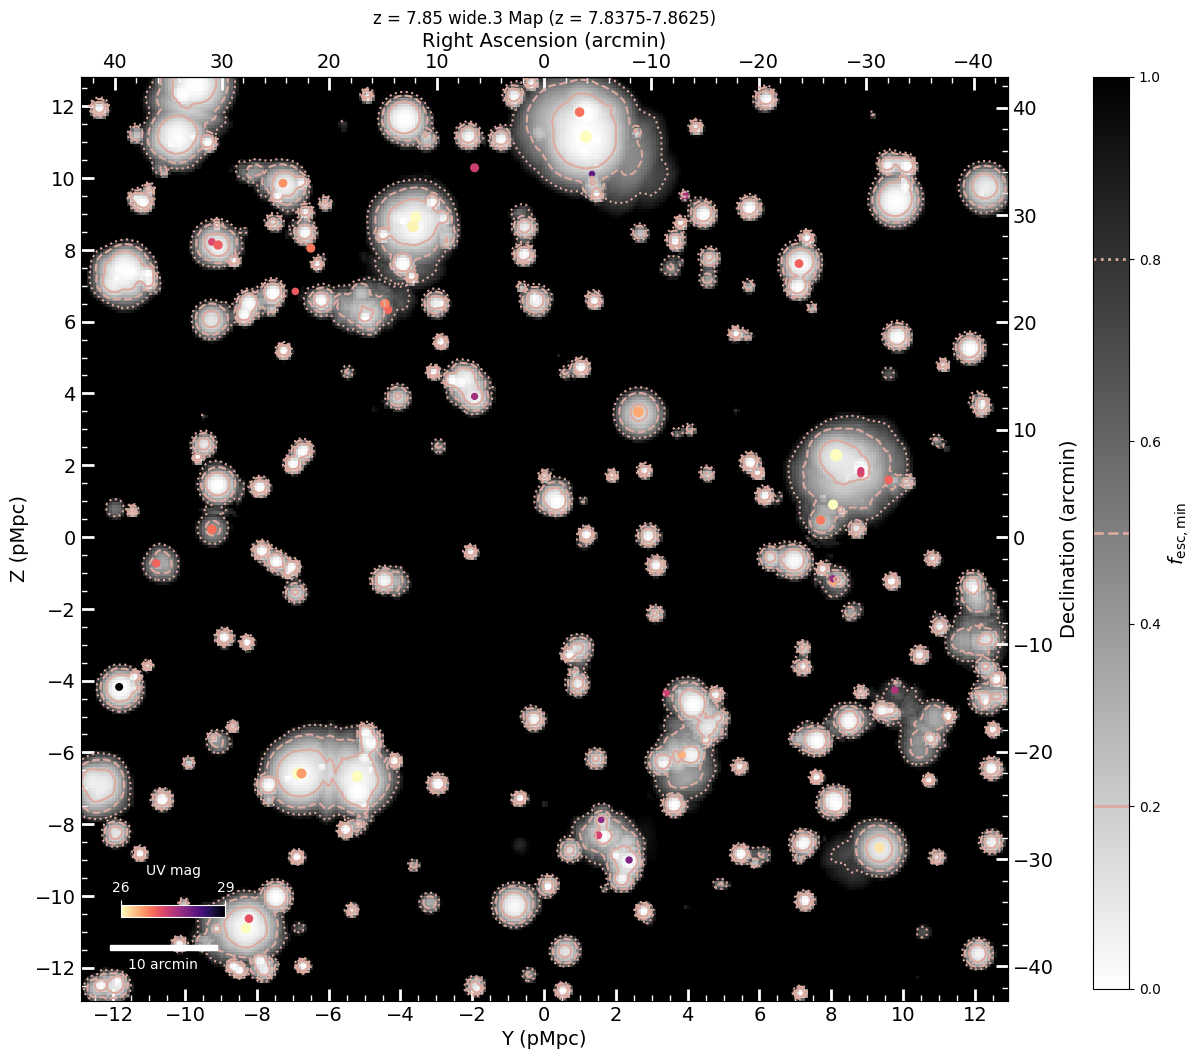 z = 7.85 wide.3 Map (z = 7.8375-7.8625)
Right Ascension (arcmin)
40 30 20 10 0 −10 −20 −30 −40
12
10
8
6
4
2
0
−2
−4
−6
−8
−10
−12
Z (pMpc)
UV mag
26 29
10 arcmin
−12 −10 −8 −6 −4 −2 0 2 4 6 8 10 12
Y (pMpc)
40
30
20
10
0
−10
−20
−30
−40
Declination (arcmin)
1.0
0.8
0.6
0.4
0.2
0.0
fesc,min